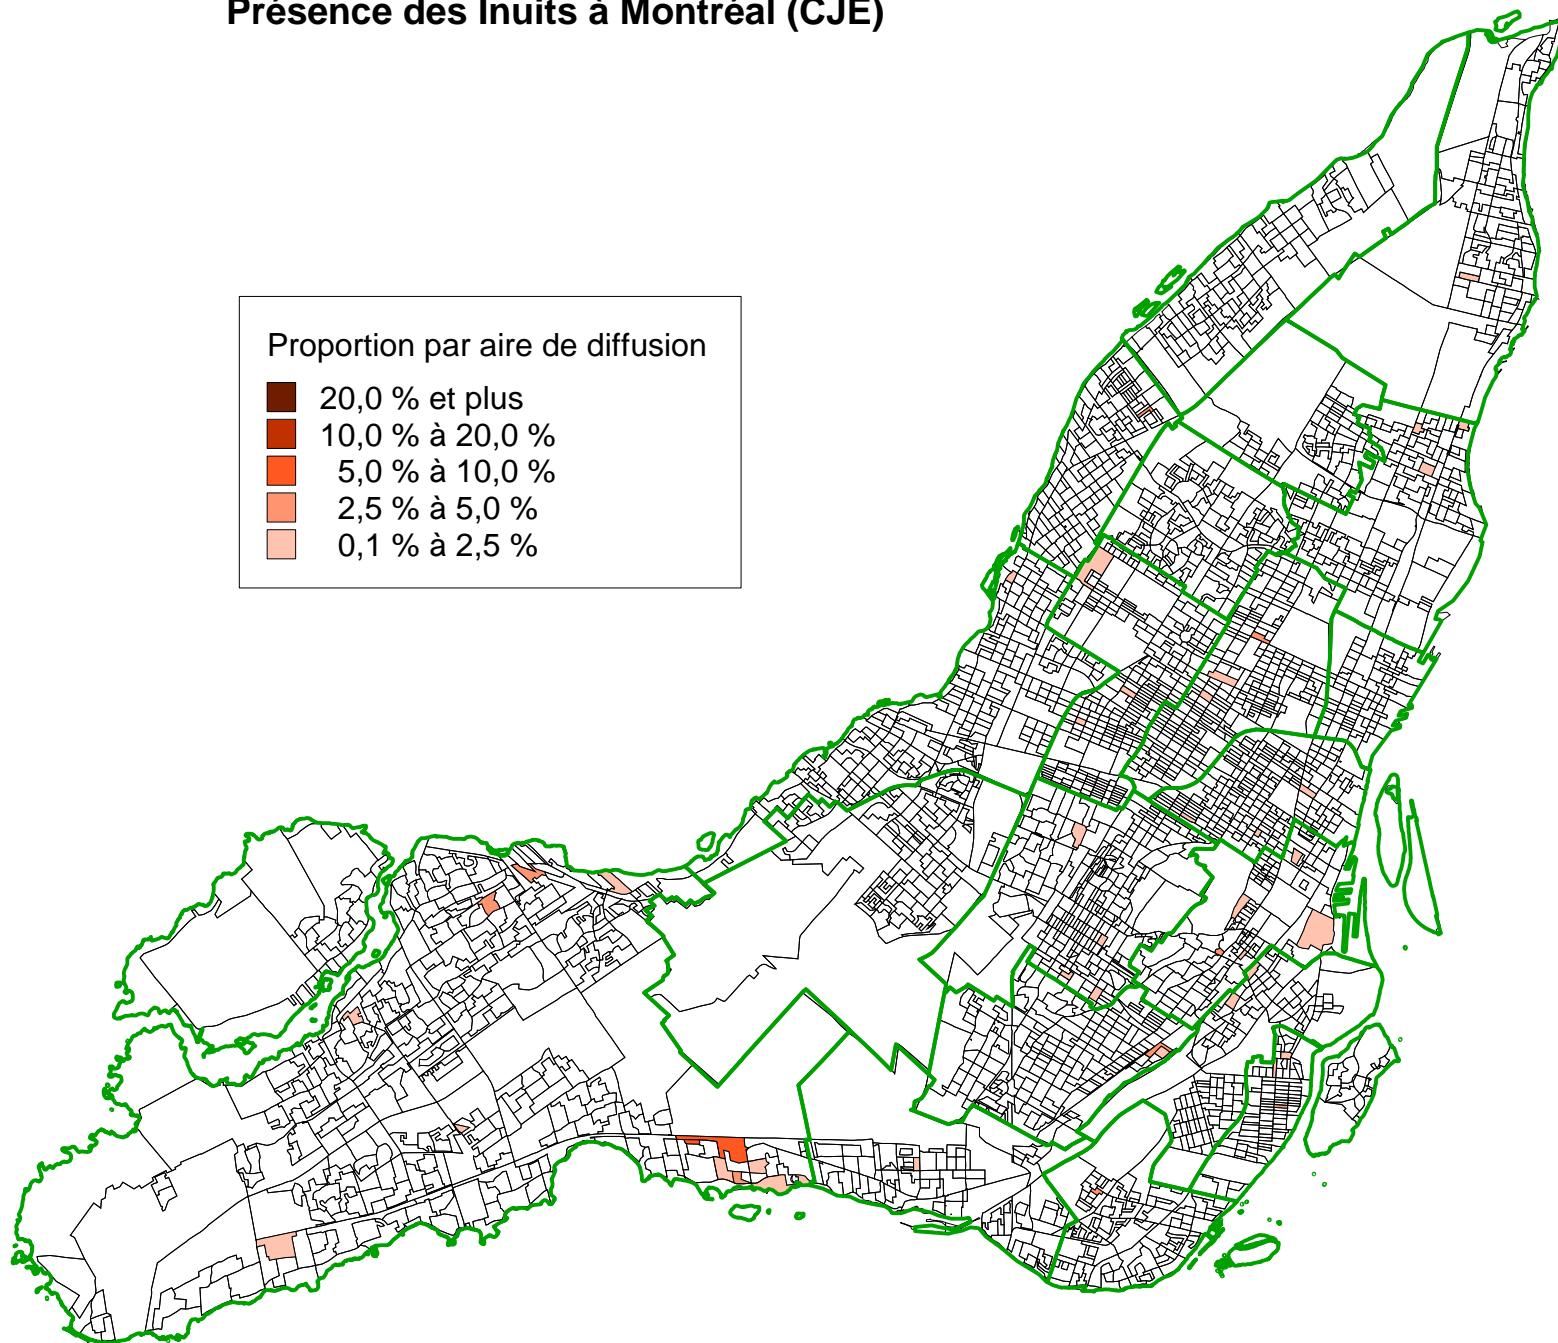 Présence des Inuits à Montréal (CJE)
Proportion par aire de diffusion
20,0 % et plus
10,0 % à 20,0 %
5,0 % à 10,0 %
2,5 % à 5,0 %
0,1 % à 2,5 %